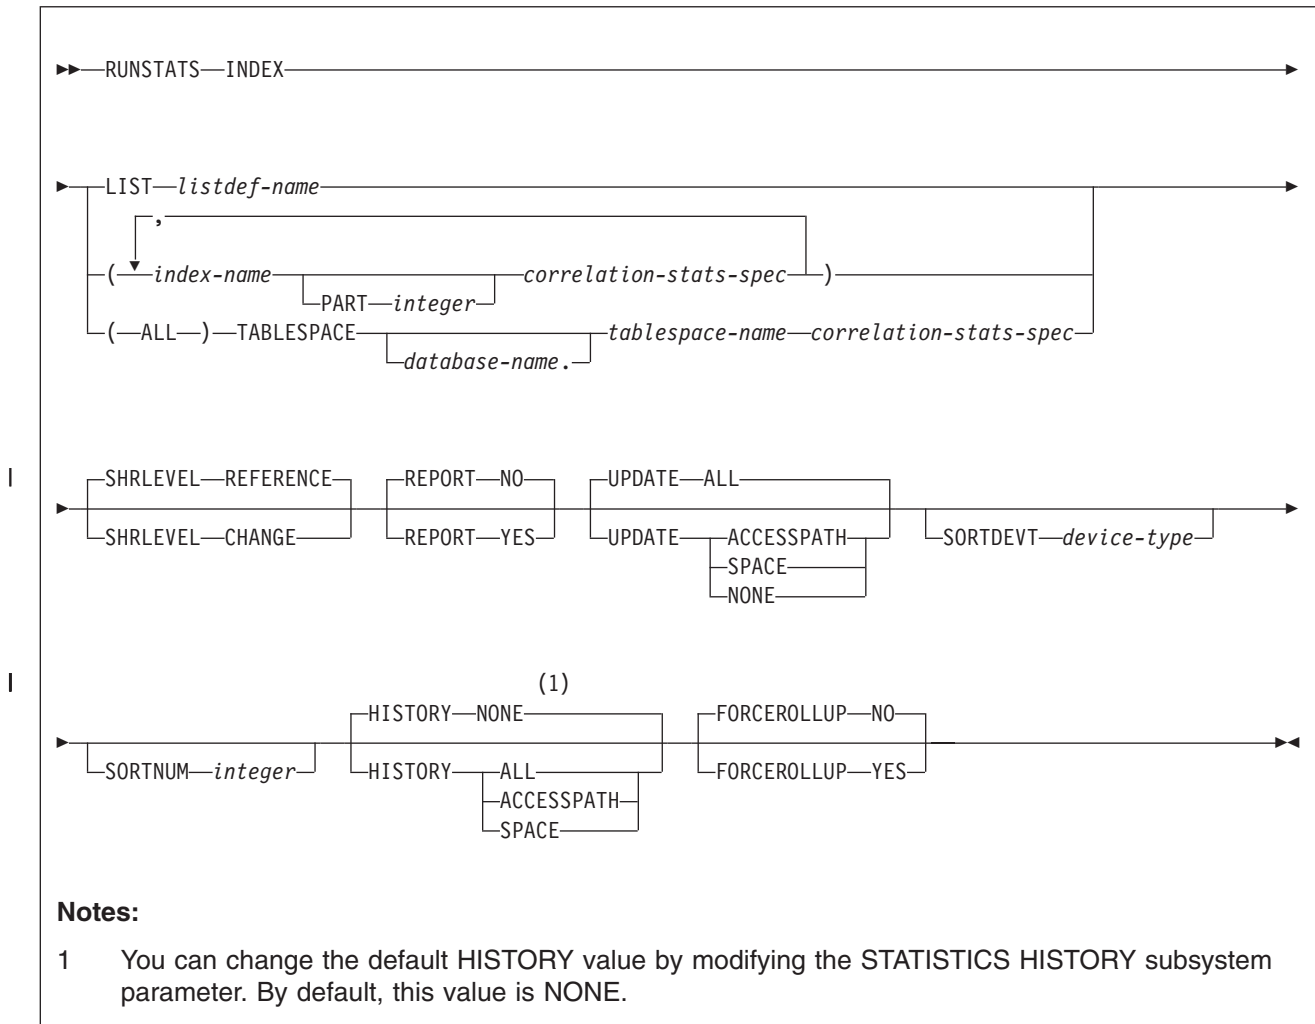 RUNSTATS INDEX
LIST listdef-name
,
( index-name correlation-stats-spec )
PART integer
( ALL ) TABLESPACE tablespace-name correlation-stats-spec
database-name.
SHRLEVEL REFERENCE REPORT NO UPDATE ALL
SHRLEVEL CHANGE REPORT YES UPDATE ACCESSPATH SORTDEVT device-type
SPACE
NONE
(1)
HISTORY NONE FORCEROLLUP NO
SORTNUM integer HISTORY ALL FORCEROLLUP YES
ACCESSPATH
SPACE
Notes:
1 You can change the default HISTORY value by modifying the STATISTICS HISTORY subsystem
parameter. By default, this value is NONE.